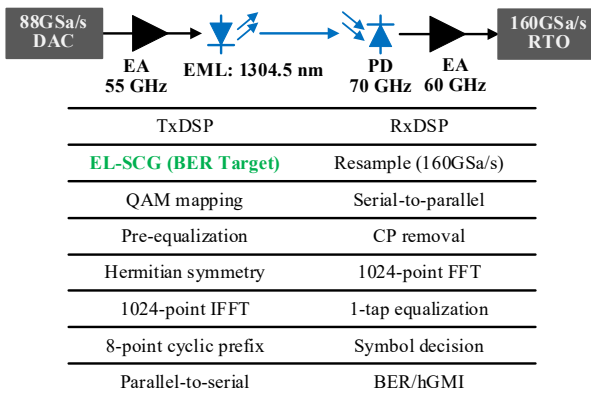 88GSa/s
DAC
EA
55 GHz
EML: 1304.5 nm
PD
70 GHz
EA
60 GHz
160GSa/s
RTO
TxDSP RxDSP
EL-SCG (BER Target) Resample (160GSa/s)
QAM mapping Serial-to-parallel
Pre-equalization CP removal
Hermitian symmetry 1024-point FFT
1024-point IFFT 1-tap equalization
8-point cyclic prefix Symbol decision
Parallel-to-serial BER/hGMI